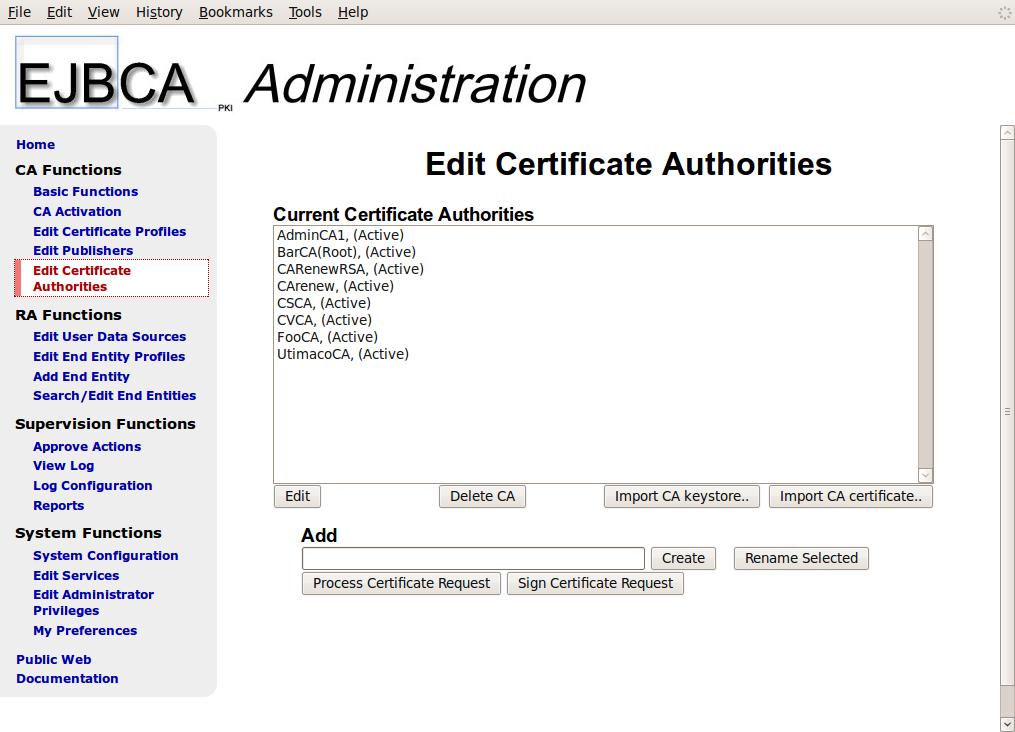 File Edit View History Bookmarks Tools Help
EJBCA PKI Administration
Home
CA Functions
Basic Functions
CA Activation
Edit Certificate Profiles
Edit Publishers
Edit Certificate
Authorities
RA Functions
Edit User Data Sources
Edit End Entity Profiles
Add End Entity
Search/Edit End Entities
Supervision Functions
Approve Actions
View Log
Log Configuration
Reports
System Functions
System Configuration
Edit Services
Edit Administrator
Privileges
My Preferences
Public Web
Documentation
Edit Certificate Authorities
Current Certificate Authorities
AdminCA1, (Active)
BarCA(Root), (Active)
CARenewRSA, (Active)
CArenew, (Active)
CSCA, (Active)
CVCA, (Active)
FooCA, (Active)
UtimacoCA, (Active)
Edit Delete CA Import CA keystore.. Import CA certificate..
Add
Create Rename Selected
Process Certificate Request Sign Certificate Request